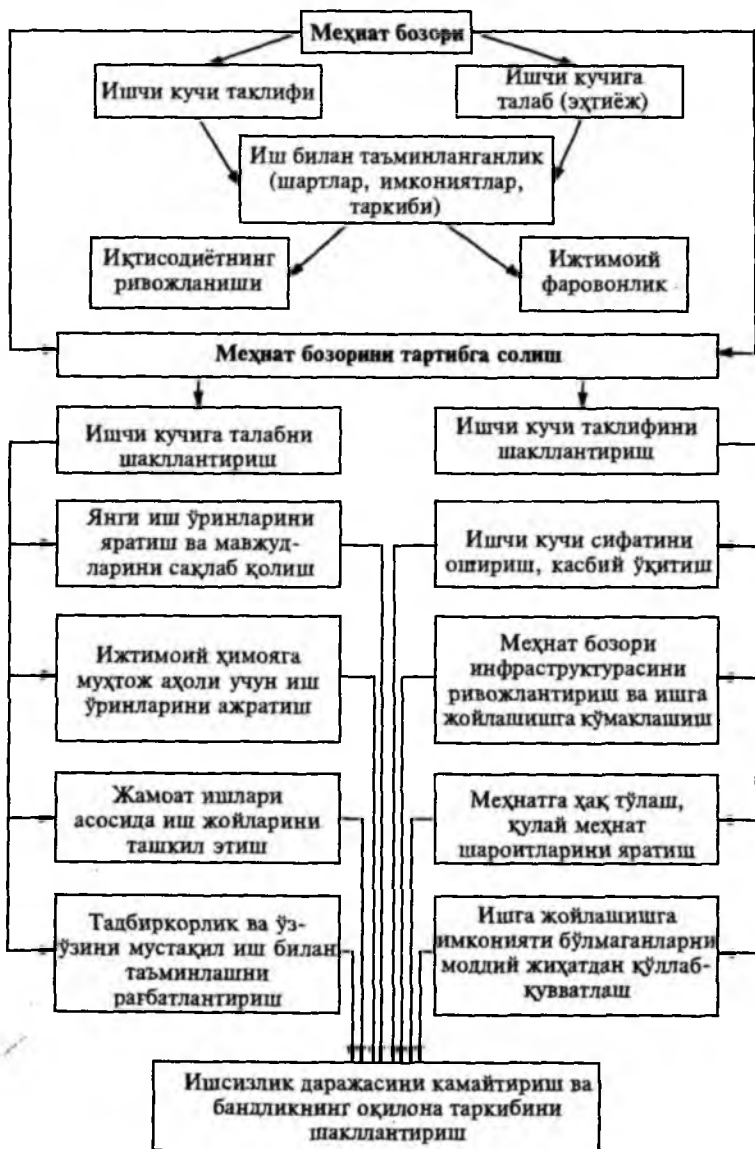 Меҳнат бозори
Ишчи кучи таклифи
Ишчи кучига
талаб (эҳтиёж)
Иш билан таъминланганлик
(шартлар, имкониятлар,
таркиби)
Иқтисодиётнинг
ривожланиши
Ижтимоий
фаровонлик
Меҳнат бозорини тартибга солиш
Ишчи кучига талабни
шакллантириш
Ишчи кучи таклифини
шакллантириш
Янги иш ўринларини
яратиш ва мавжуд-
ларини сақлаб қолиш
Ишчи кучи сифатини
ошириш, касбий ўқитиш
Ижтимоий ҳимояга
муҳтож аҳоли учун иш
ўринларини ажратиш
Меҳнат бозори
инфраструктурасини
ривожлантириш ва ишга
жойлашишга кўмаклашиш
Жамоат ишлари
асосида иш жойларини
ташкил этиш
Меҳнатга ҳақ тўлаш,
қулай меҳнат
шароитларини яратиш
Тадбиркорлик ва ўз-
ўзини мустақил иш билан
таъминлашни
рағбатлантириш
Ишга жойлашишга
имконияти бўлмаганларни
моддий жиҳатдан қўллаб-
қувватлаш
Ишсизлик даражасини камайтириш ва
бандликнинг оқилона таркибини
шакллантириш